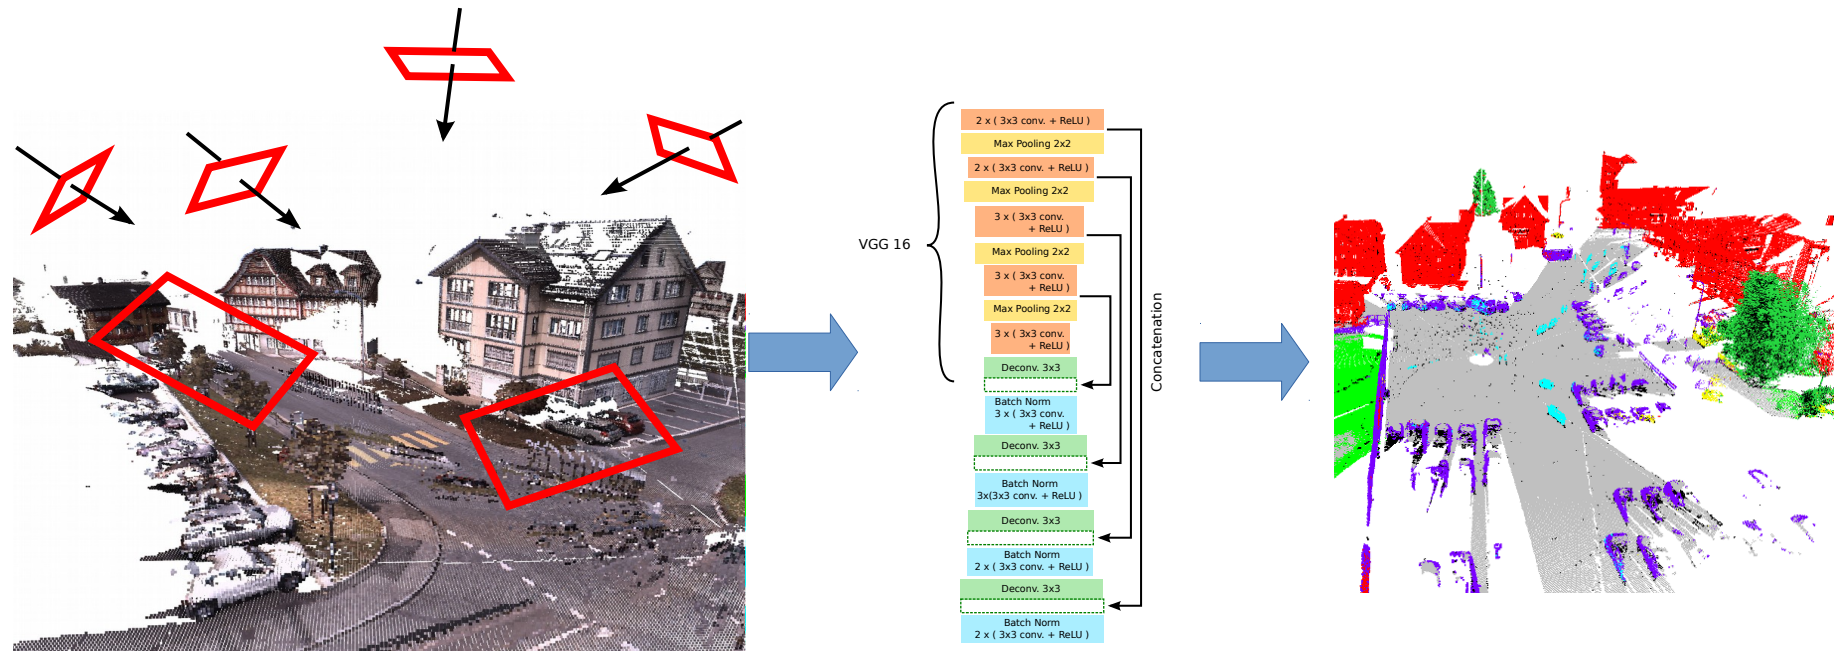 2 x ( 3x3 conv. + ReLU )
Max Pooling 2x2
2 x ( 3x3 conv. + ReLU )
Max Pooling 2x2
3 x ( 3x3 conv.
+ ReLU )
VGG 16
Max Pooling 2x2
3 x ( 3x3 conv.
+ ReLU )
Max Pooling 2x2
3 x ( 3x3 conv.
+ ReLU )
Concatenation
Deconv. 3x3
Batch Norm
3 x ( 3x3 conv.
+ ReLU )
Deconv. 3x3
Batch Norm
3x(3x3 conv. + ReLU )
Deconv. 3x3
Batch Norm
2 x ( 3x3 conv. + ReLU )
Deconv. 3x3
Batch Norm
2 x ( 3x3 conv. + ReLU )